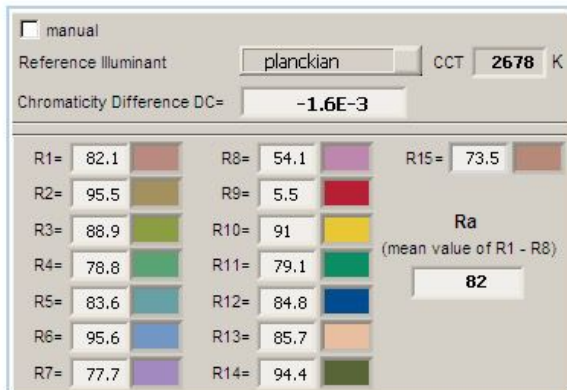 manual
Reference Illuminant planckian CCT 2678 K
Chromaticity Difference DC= -1.6E-3
R1= 82.1 R8= 54.1 R15= 73.5
R2= 95.5 R9= 5.5
R3= 88.9 R10= 91 Ra
(mean value of R1 - R8)
R4= 78.8 R11= 79.1 82
R5= 83.6 R12= 84.8
R6= 95.6 R13= 85.7
R7= 77.7 R14= 94.4